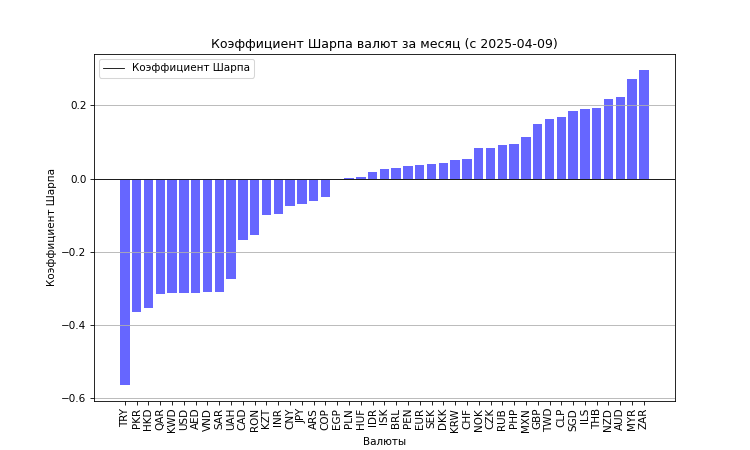 Коэффициент Шарпа валют за месяц (с 2025-04-09)
Коэффициент Шарпа
0.2
0.0
−0.2
−0.4
−0.6
Коэффициент Шарпа
TRY PKR HKD QAR KWD USD AED VND SAR UAH CAD RON KZT INR CNY JPY ARS COP EGP PLN HUF IDR ISK BRL PEN EUR SEK DKK KRW CHF NOK CZK RUB PHP MXN GBP TWD CLP SGD ILS THB NZD AUD MYR ZAR
Валюты